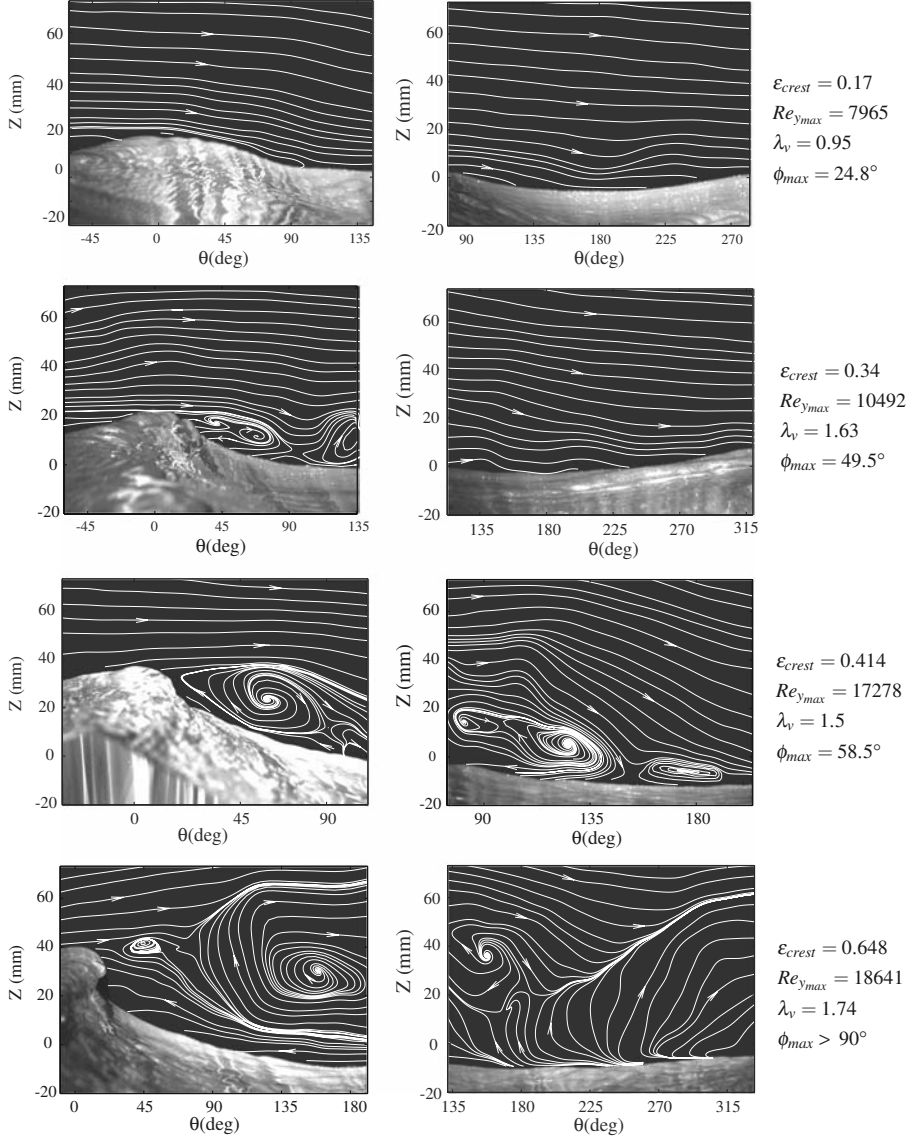 Z (mm)
60
40
20
0
-20
-45
0
45
90
135
θ(deg)
Z (mm)
60
40
20
0
-20
90
135
180
225
270
θ(deg)
ε_crest = 0.17
Re_ymax = 7965
λ_v = 0.95
ϕ_max = 24.8°
Z (mm)
60
40
20
0
-20
-45
0
45
90
135
θ(deg)
Z (mm)
60
40
20
0
-20
135
180
225
270
315
θ(deg)
ε_crest = 0.34
Re_ymax = 10492
λ_v = 1.63
ϕ_max = 49.5°
Z (mm)
60
40
20
0
-20
0
45
90
θ(deg)
Z (mm)
60
40
20
0
-20
90
135
180
θ(deg)
ε_crest = 0.414
Re_ymax = 17278
λ_v = 1.5
ϕ_max = 58.5°
Z (mm)
60
40
20
0
-20
0
45
90
135
180
θ(deg)
Z (mm)
60
40
20
0
-20
135
180
225
270
315
θ(deg)
ε_crest = 0.648
Re_ymax = 18641
λ_v = 1.74
ϕ_max > 90°